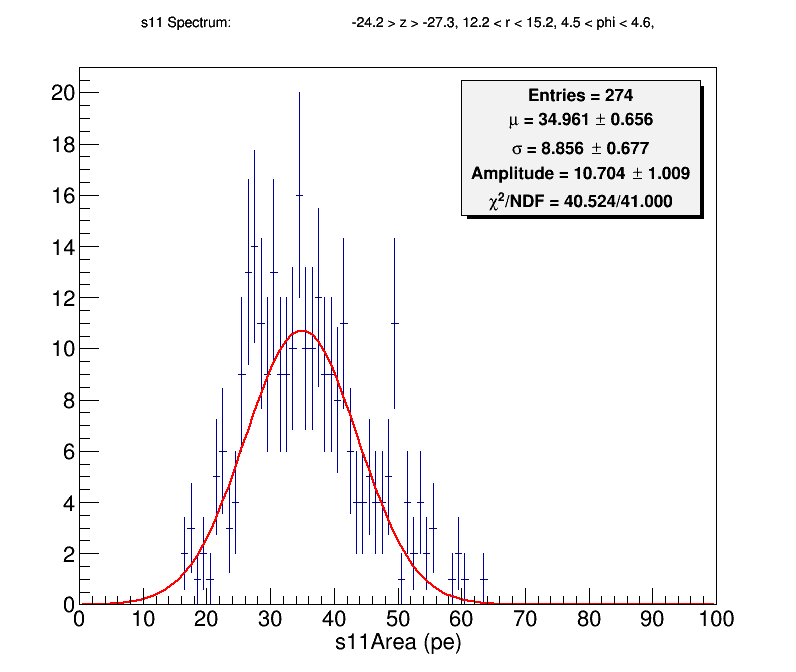 s11 Spectrum: -24.2 > z > -27.3, 12.2 < r < 15.2, 4.5 < phi < 4.6,
Entries = 274
μ = 34.961 ± 0.656
σ = 8.856 ± 0.677
Amplitude = 10.704 ± 1.009
χ²/NDF = 40.524/41.000
20
18
16
14
12
10
8
6
4
2
0
0 10 20 30 40 50 60 70 80 90 100
s11Area (pe)